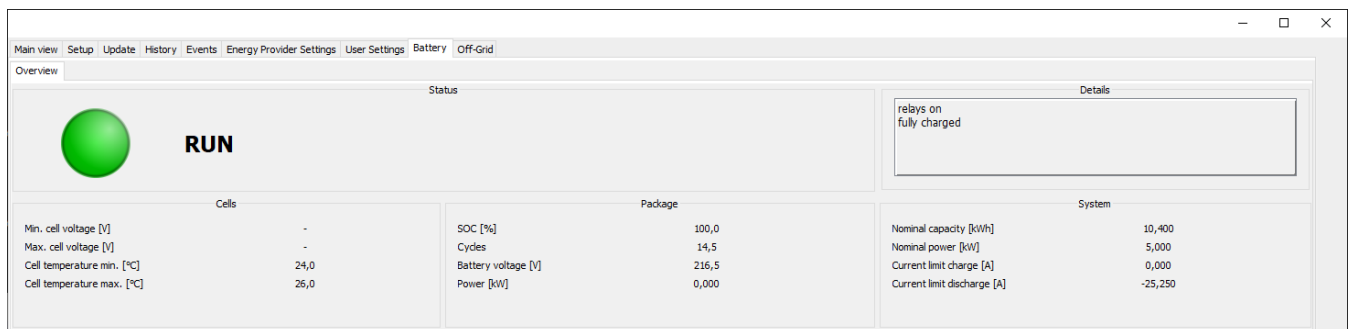 Main view Setup Update History Events Energy Provider Settings User Settings Battery Off-Grid
Overview
Status
RUN
Details
relays on
fully charged
Cells
Min. cell voltage [V] -
Max. cell voltage [V] -
Cell temperature min. [°C] 24,0
Cell temperature max. [°C] 26,0
Package
SOC [%] 100,0
Cycles 14,5
Battery voltage [V] 216,5
Power [kW] 0,000
System
Nominal capacity [kWh] 10,400
Nominal power [kW] 5,000
Current limit charge [A] 0,000
Current limit discharge [A] -25,250